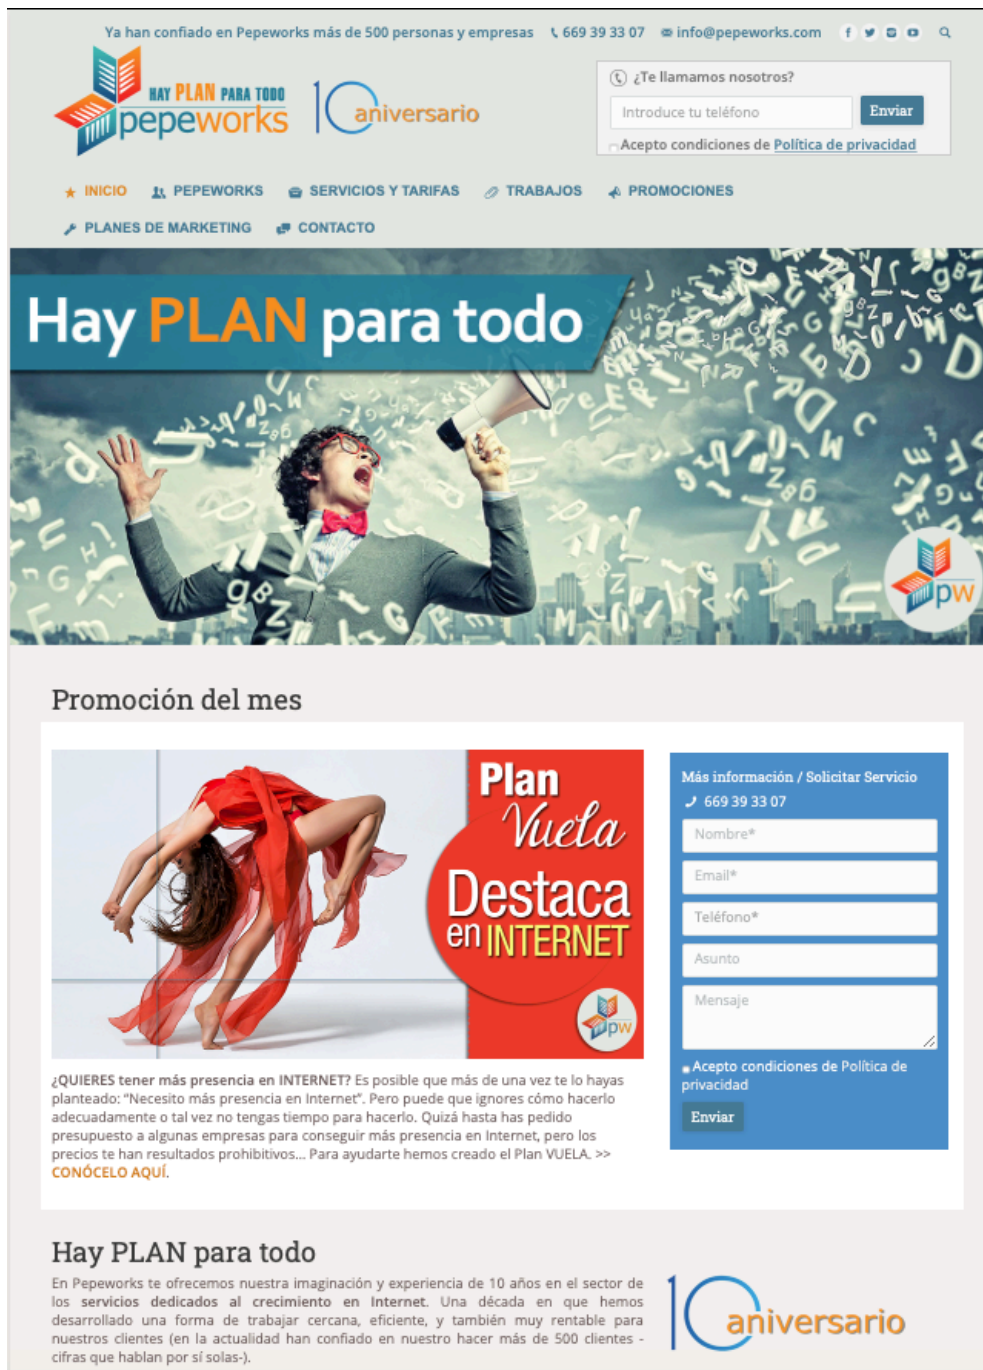 Ya han confiado en Pepeworks más de 500 personas y empresas 669 39 33 07 info@pepeworks.com
HAY PLAN PARA TODO
pepeworks
10 aniversario
¿Te llamamos nosotros?
Introduce tu teléfono
Enviar
Acepto condiciones de Política de privacidad
INICIO PEPEWORKS SERVICIOS Y TARIFAS TRABAJOS PROMOCIONES
PLANES DE MARKETING CONTACTO
Hay PLAN para todo
pw
Promoción del mes
Plan
Vuela
Destaca
en INTERNET
pw
¿QUIERES tener más presencia en INTERNET? Es posible que más de una vez te lo hayas
planteado: “Necesito más presencia en Internet”. Pero puede que ignores cómo hacerlo
adecuadamente o tal vez no tengas tiempo para hacerlo. Quizá hasta has pedido
presupuesto a algunas empresas para conseguir más presencia en Internet, pero los
precios te han resultados prohibitivos... Para ayudarte hemos creado el Plan VUELA. >>
CONÓCELO AQUÍ.
Más información / Solicitar Servicio
669 39 33 07
Nombre*
Email*
Teléfono*
Asunto
Mensaje
Acepto condiciones de Política de
privacidad
Enviar
Hay PLAN para todo
En Pepeworks te ofrecemos nuestra imaginación y experiencia de 10 años en el sector de
los servicios dedicados al crecimiento en Internet. Una década en que hemos
desarrollado una forma de trabajar cercana, eficiente, y también muy rentable para
nuestros clientes (en la actualidad han confiado en nuestro hacer más de 500 clientes -
cifras que hablan por sí solas-).
10 aniversario